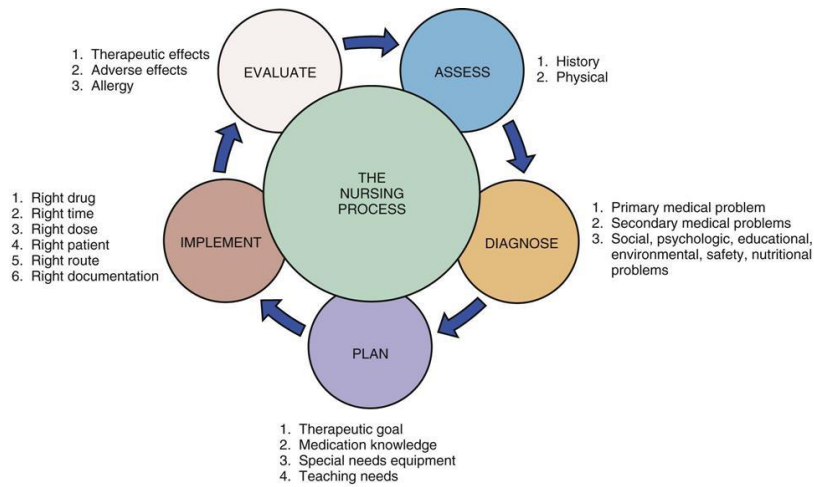 THE
NURSING
PROCESS
ASSESS
1. History
2. Physical
DIAGNOSE
1. Primary medical problem
2. Secondary medical problems
3. Social, psychologic, educational,
environmental, safety, nutritional
problems
PLAN
1. Therapeutic goal
2. Medication knowledge
3. Special needs equipment
4. Teaching needs
IMPLEMENT
1. Right drug
2. Right time
3. Right dose
4. Right patient
5. Right route
6. Right documentation
EVALUATE
1. Therapeutic effects
2. Adverse effects
3. Allergy